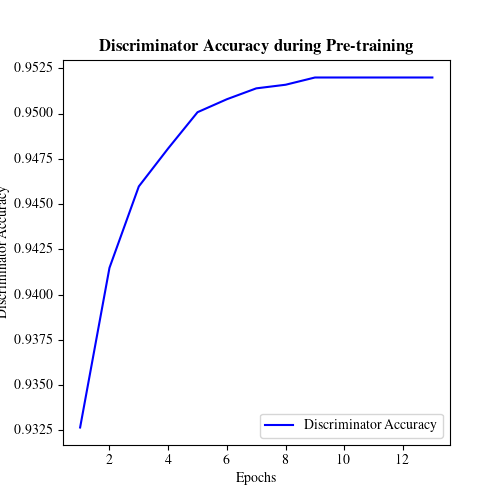 Discriminator Accuracy during Pre-training
0.9525
0.9500
0.9475
0.9450
0.9425
0.9400
0.9375
0.9350
0.9325
Discriminator Accuracy
Discriminator Accuracy
2 4 6 8 10 12
Epochs